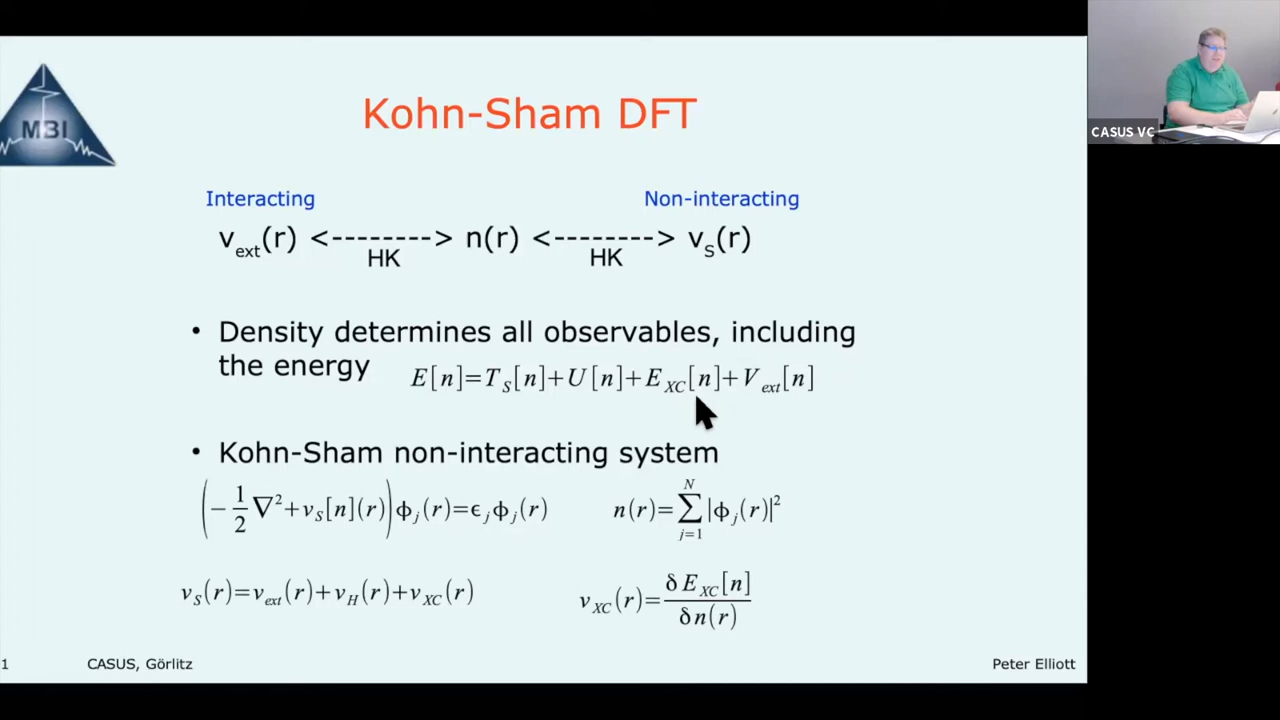 Kohn-Sham DFT
MBI
CASUS VC
Interacting
Non-interacting
v_ext(r) <--------> n(r) <--------> v_S(r)
HK HK
• Density determines all observables, including
the energy E[n]=T_S[n]+U[n]+E_XC[n]+V_ext[n]
• Kohn-Sham non-interacting system
(-1/2 ∇²+v_S[n](r))ϕ_j(r)=ϵ_jϕ_j(r) n(r)=∑_{j=1}^{N}|ϕ_j(r)|²
v_S(r)=v_ext(r)+v_H(r)+v_XC(r) v_XC(r)=δE_XC[n]/δn(r)
1 CASUS, Görlitz Peter Elliott